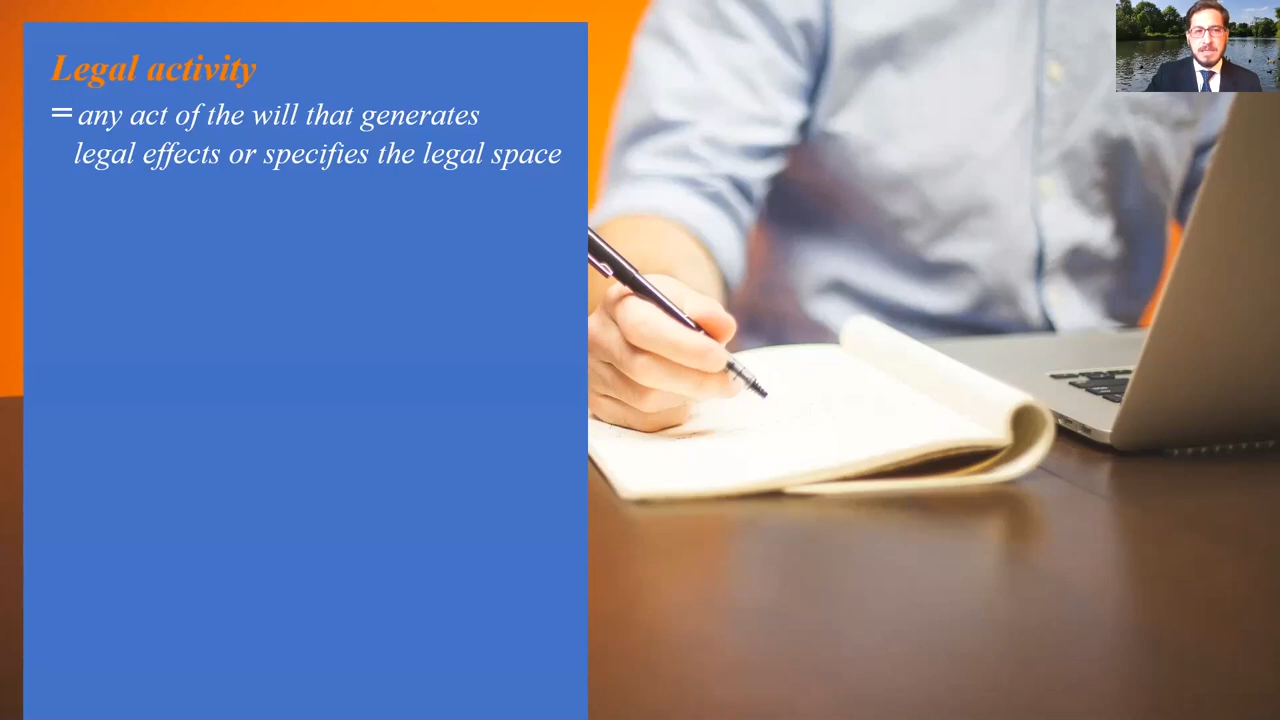 Legal activity
= any act of the will that generates
legal effects or specifies the legal space